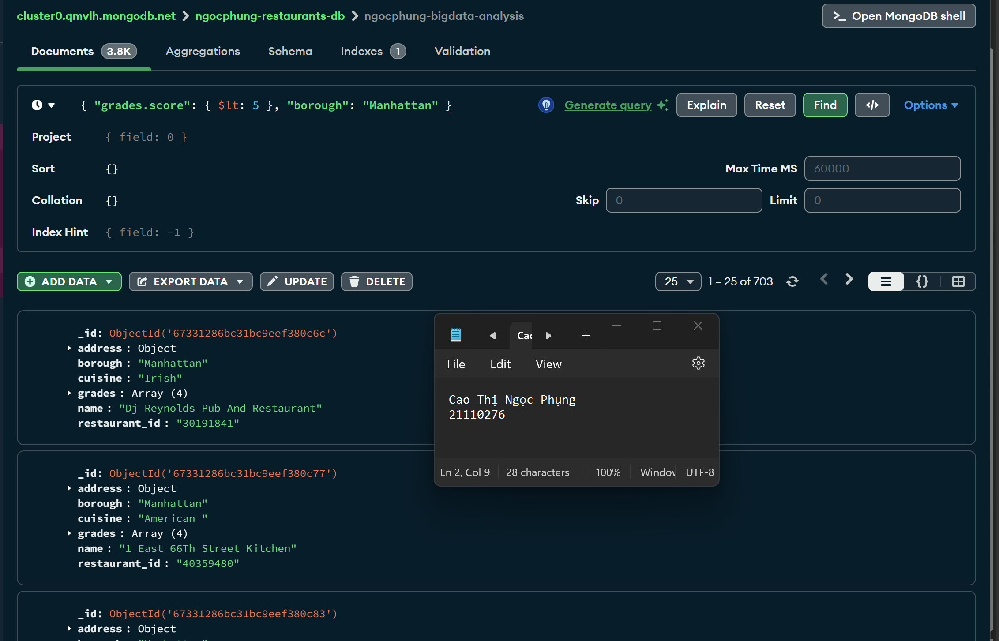 cluster0.qmvlh.mongodb.net > ngocphung-restaurants-db > ngocphung-bigdata-analysis
>_ Open MongoDB shell
Documents 3.8K Aggregations Schema Indexes 1 Validation
{ "grades.score": { $lt: 5 }, "borough": "Manhattan" }
Generate query Explain Reset Find </> Options
Project { field: 0 }
Sort {} Max Time MS 60000
Collation {} Skip 0 Limit 0
Index Hint { field: -1 }
ADD DATA EXPORT DATA UPDATE DELETE 25 1 – 25 of 703 {}
_id: ObjectId('67331286bc31bc9eef380c6c')
address : Object
borough : "Manhattan"
cuisine : "Irish"
grades : Array (4)
name : "Dj Reynolds Pub And Restaurant"
restaurant_id : "30191841"
_id: ObjectId('67331286bc31bc9eef380c77')
address : Object
borough : "Manhattan"
cuisine : "American "
grades : Array (4)
name : "1 East 66Th Street Kitchen"
restaurant_id : "40359480"
_id: ObjectId('67331286bc31bc9eef380c83')
address : Object
File Edit View
Cao Thị Ngọc Phụng
21110276
Ln 2, Col 9 28 characters 100% UTF-8